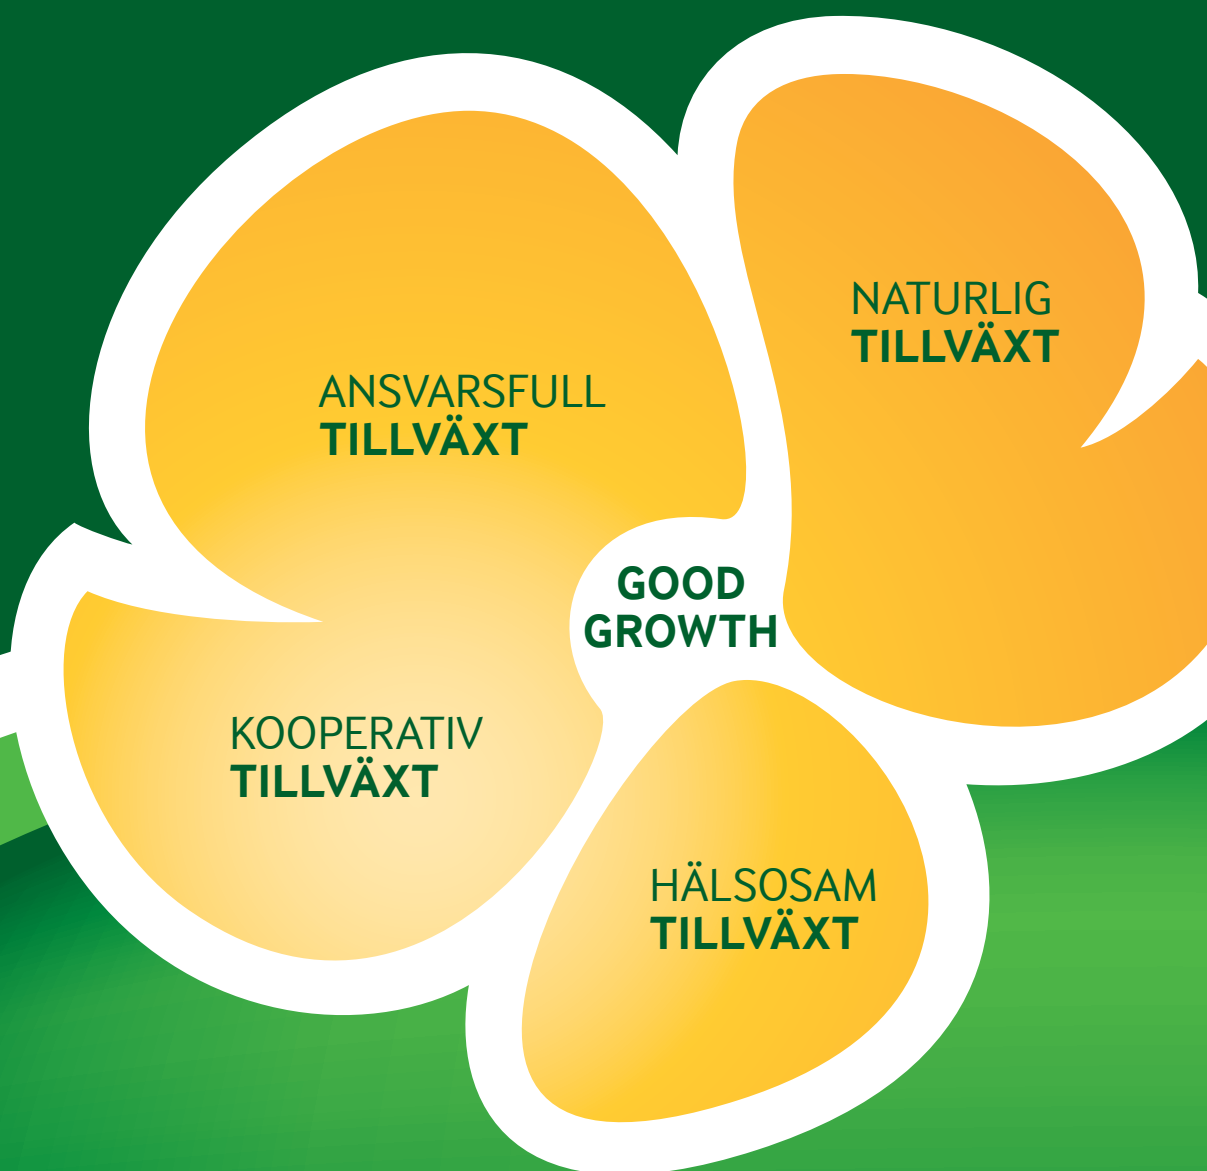 NATURLIG
TILLVÄXT
ANSVARSFULL
TILLVÄXT
GOOD
GROWTH
KOOPERATIV
TILLVÄXT
HÄLSOSAM
TILLVÄXT